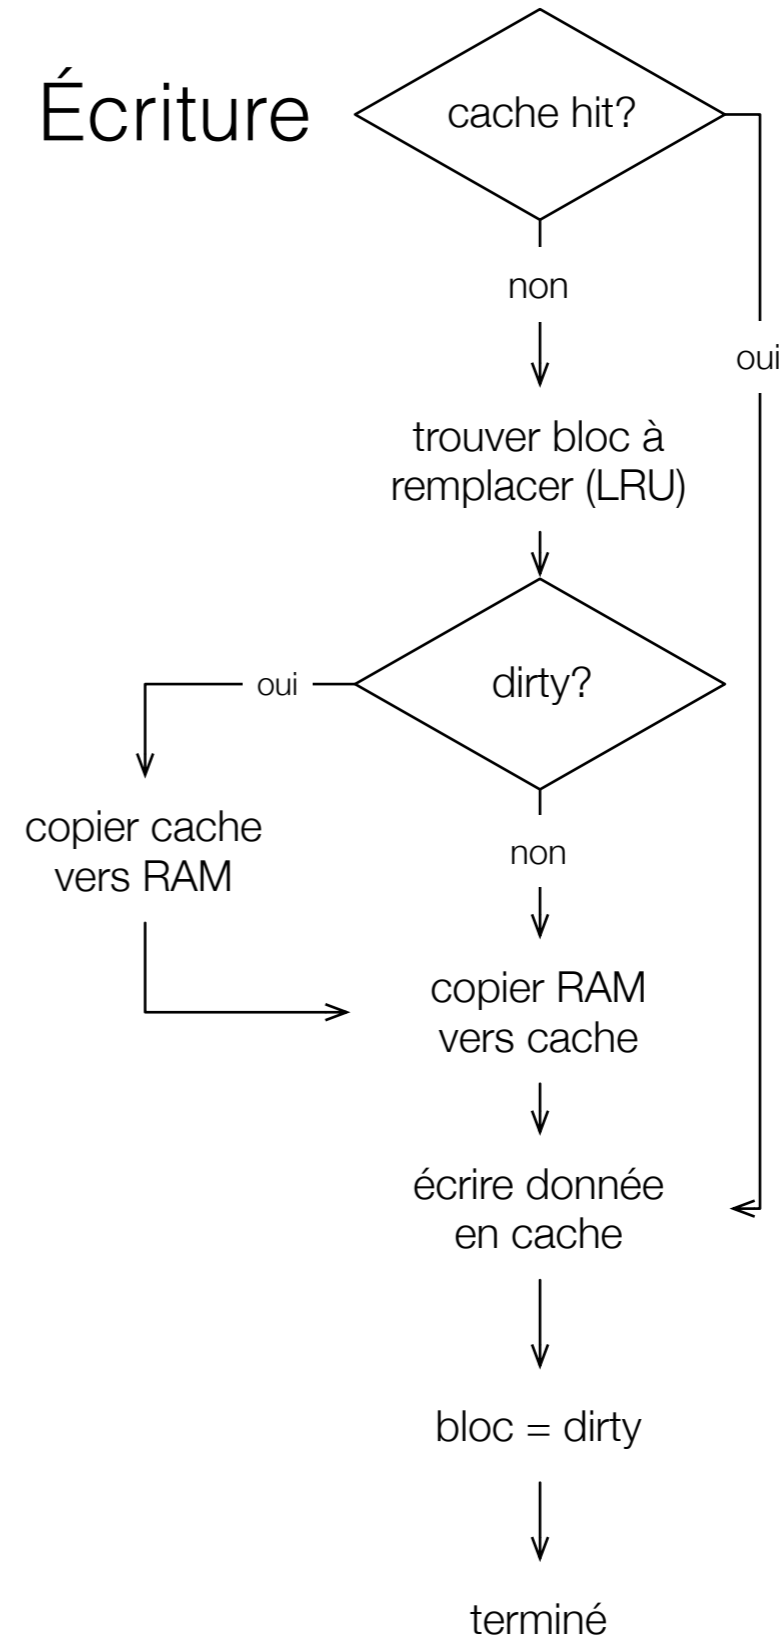 Écriture
cache hit?
non
oui
trouver bloc à
remplacer (LRU)
dirty?
oui
copier cache
vers RAM
non
copier RAM
vers cache
écrire donnée
en cache
bloc = dirty
terminé